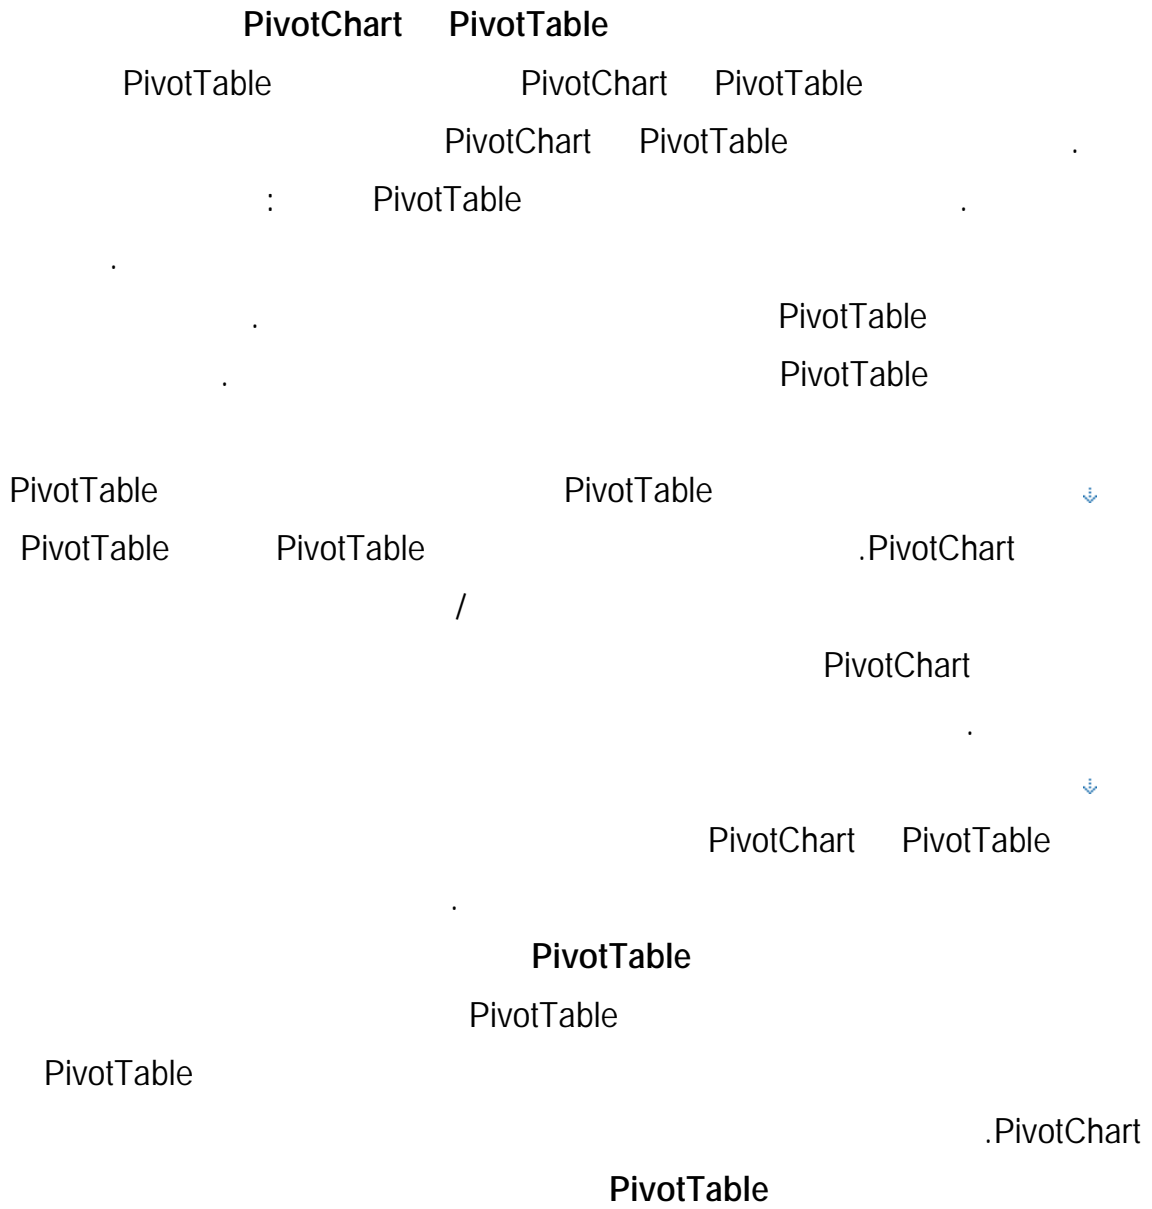 PivotChart PivotTable
PivotTable PivotChart PivotTable
PivotChart PivotTable .
: PivotTable .
.
. PivotTable
. PivotTable
PivotTable PivotTable
PivotTable PivotTable .PivotChart
/
PivotChart
.
PivotChart PivotTable
.
PivotTable
PivotTable
PivotTable
.PivotChart
PivotTable